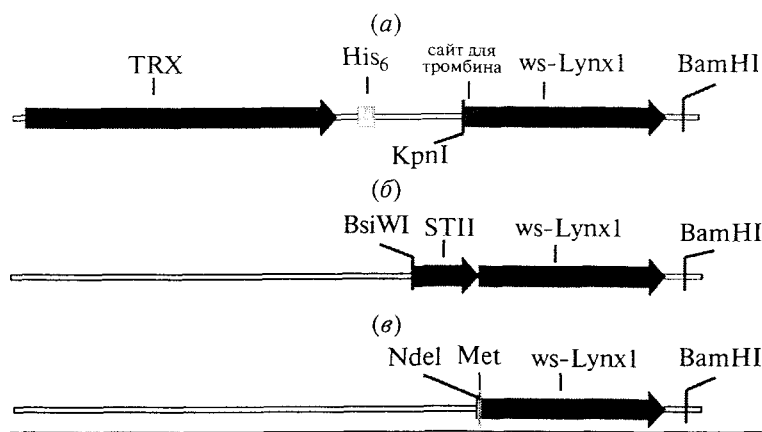 (а)
TRX His6 сайт для тромбина ws-Lynx1 BamHI
KpnI
(б)
BsiWI STII ws-Lynx1 BamHI
(в)
NdeI Met ws-Lynx1 BamHI